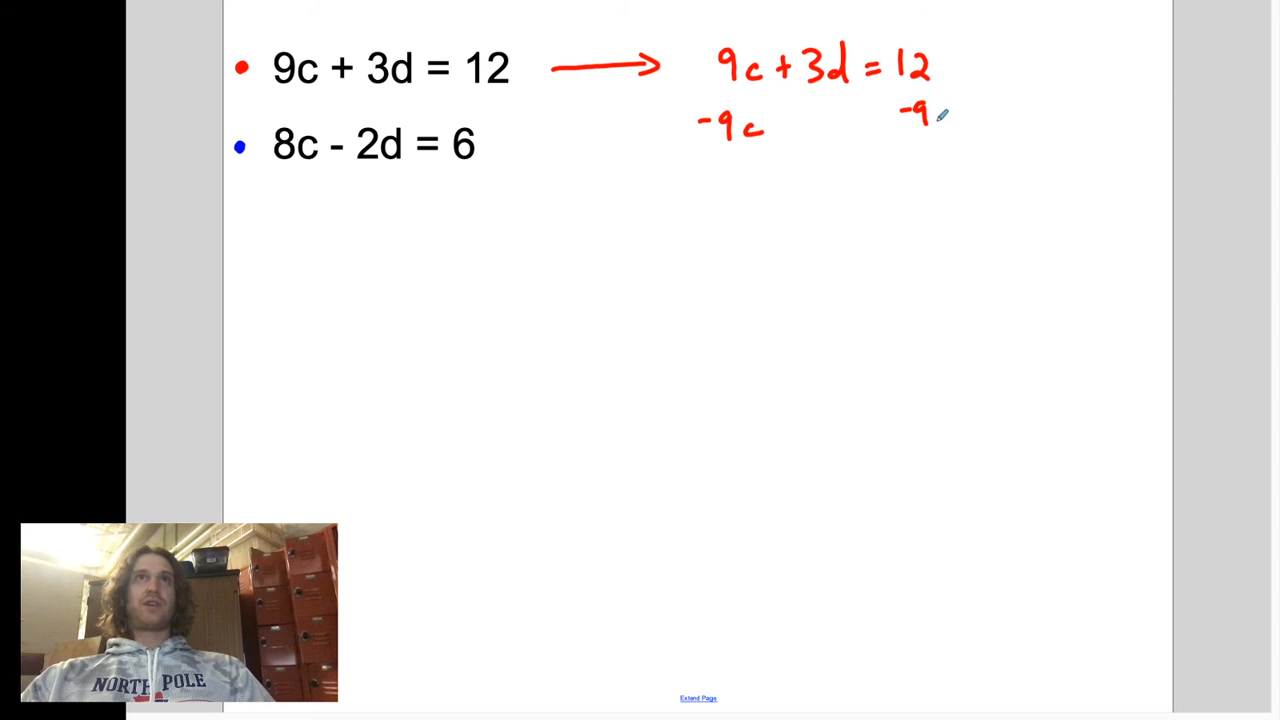 9c + 3d = 12 → 9c + 3d = 12
-9c -9
8c - 2d = 6
NORTH POLE
Extend Page